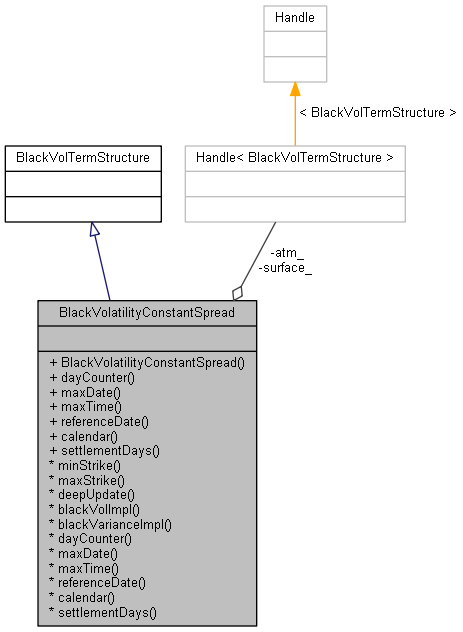 Handle
< BlackVolTermStructure >
BlackVolTermStructure
Handle< BlackVolTermStructure >
-atm_
-surface_
BlackVolatilityConstantSpread
+ BlackVolatilityConstantSpread()
+ dayCounter()
+ maxDate()
+ maxTime()
+ referenceDate()
+ calendar()
+ settlementDays()
* minStrike()
* maxStrike()
* deepUpdate()
* blackVolImpl()
* blackVarianceImpl()
* dayCounter()
* maxDate()
* maxTime()
* referenceDate()
* calendar()
* settlementDays()